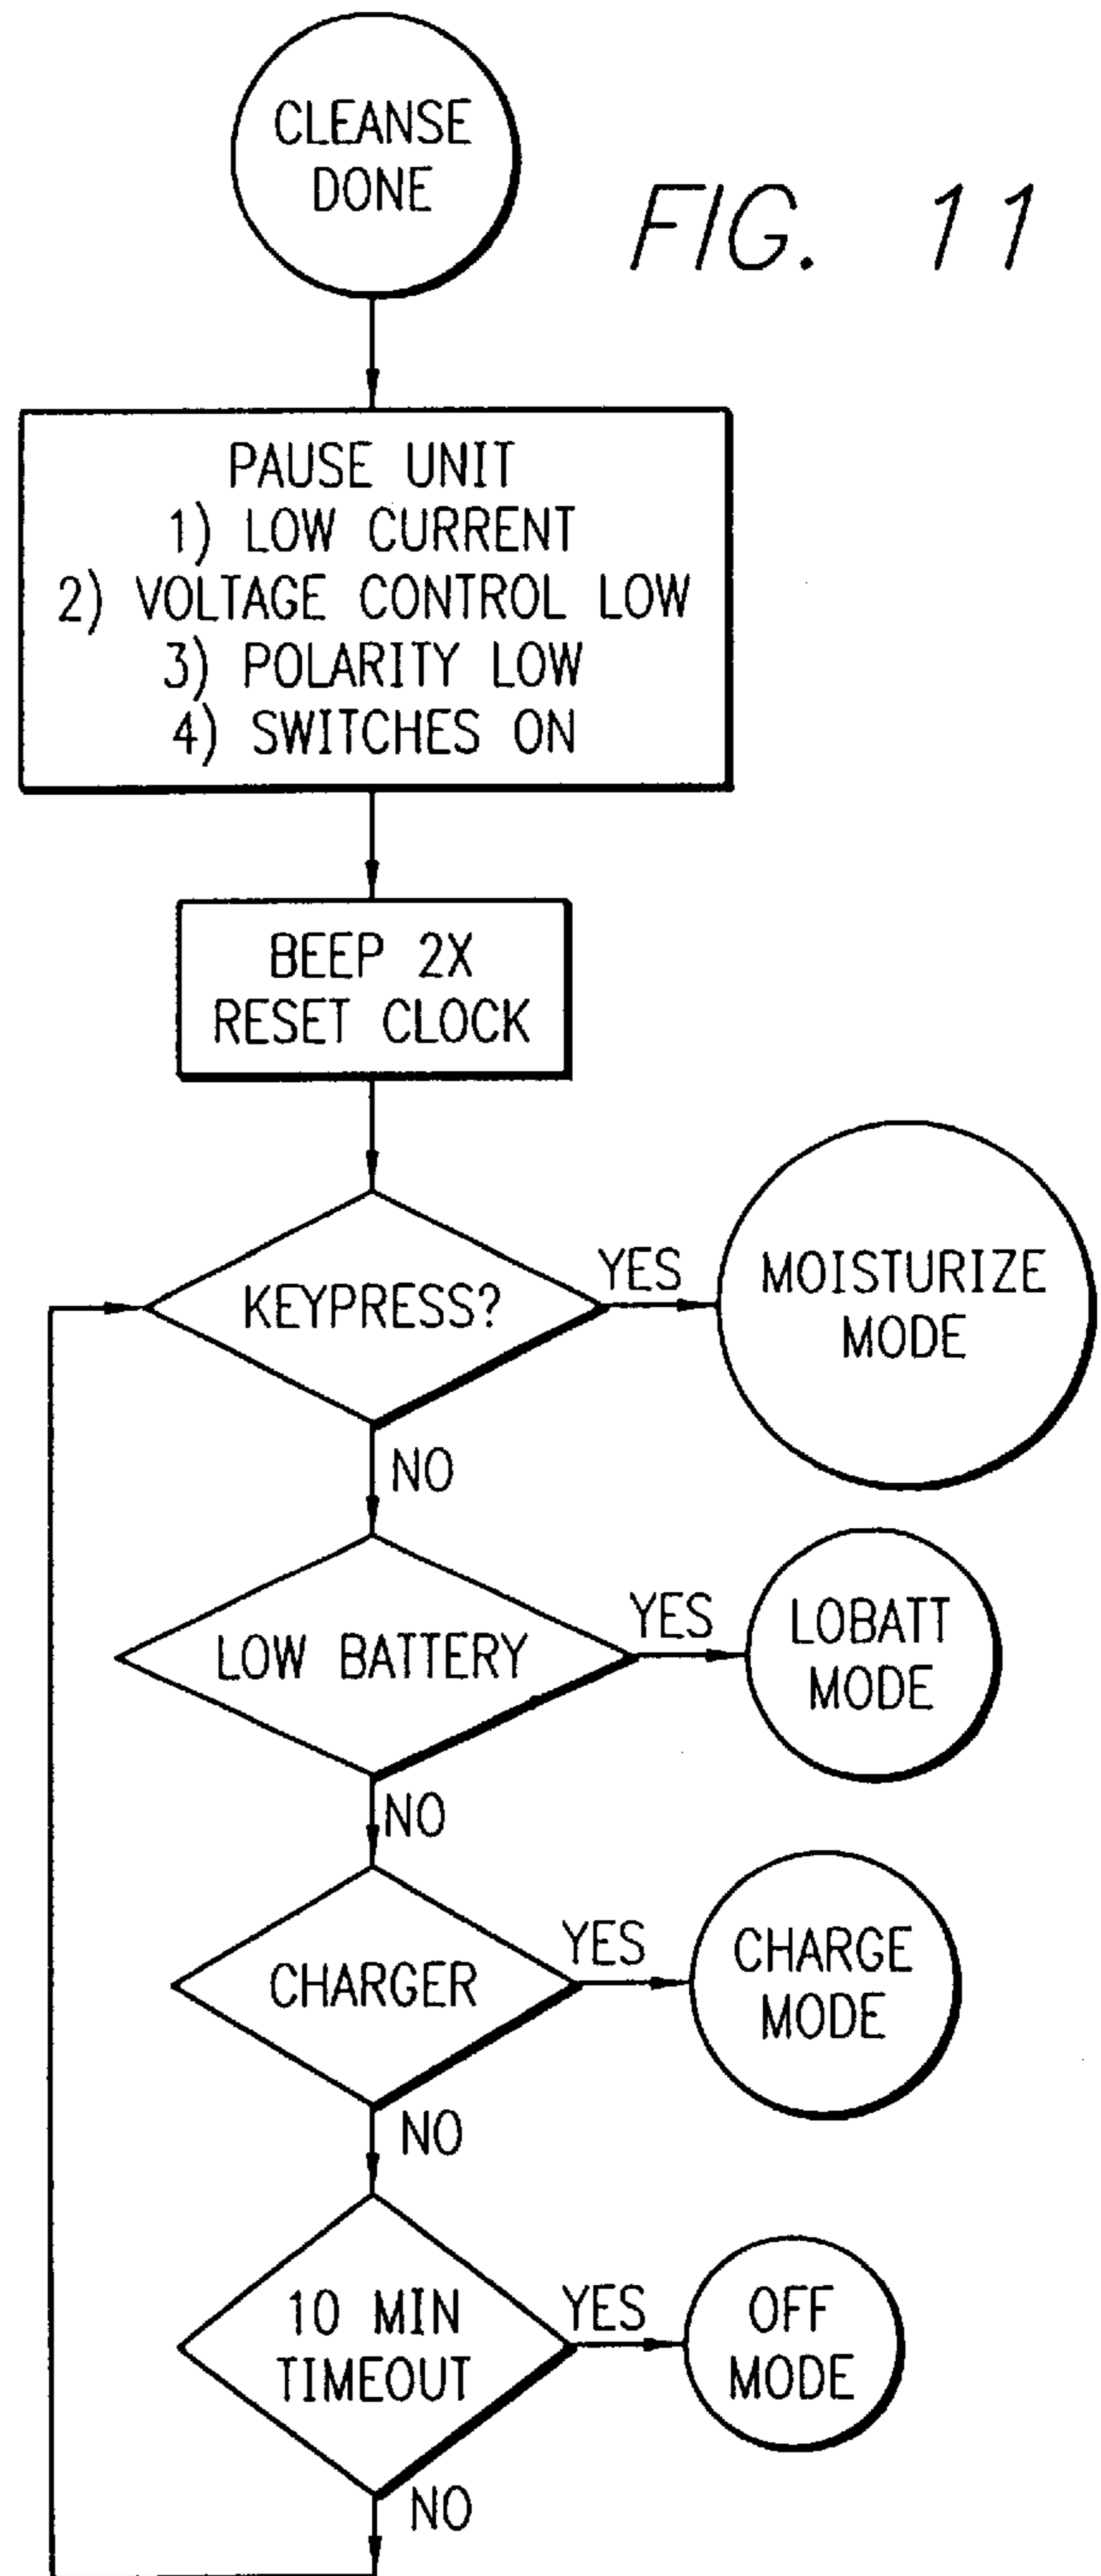 CLEANSE
DONE
FIG. 11
PAUSE UNIT
1) LOW CURRENT
2) VOLTAGE CONTROL LOW
3) POLARITY LOW
4) SWITCHES ON
BEEP 2X
RESET CLOCK
KEYPRESS?
YES
MOISTURIZE
MODE
NO
LOW BATTERY
YES
LOBATT
MODE
NO
CHARGER
YES
CHARGE
MODE
NO
10 MIN
TIMEOUT
YES
OFF
MODE
NO